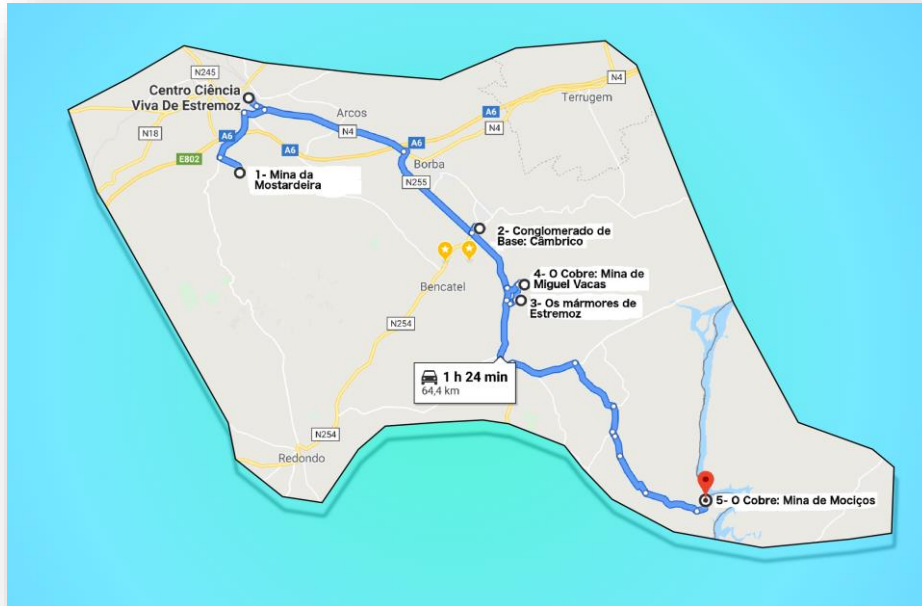 N245
N4
Centro Ciência
Viva De Estremoz
Arcos
Terrugem
A6
N18
A6
N4
A6
N4
E802
A6
Borba
1- Mina da
Mostardeira
N255
2- Conglomerado de
Base: Câmbrico
4- O Cobre: Mina de
Miguel Vacas
Bencatel
3- Os mármores de
Estremoz
N254
1 h 24 min
64,4 km
N254
Redondo
5- O Cobre: Mina de Mociços